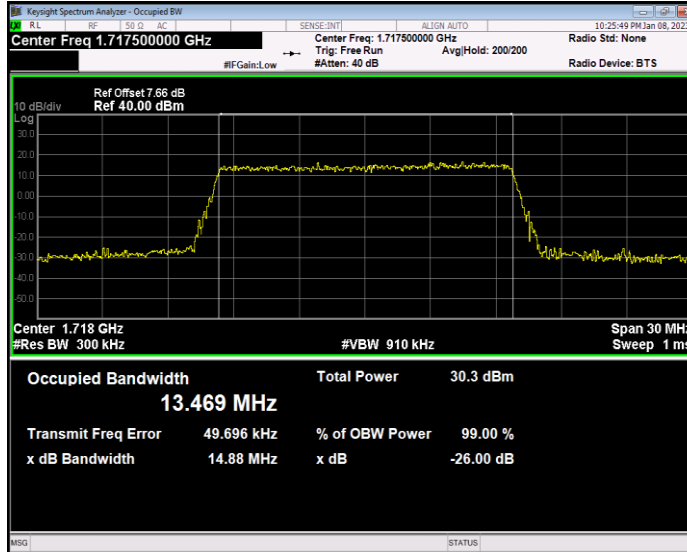 Keysight Spectrum Analyzer - Occupied BW
RL RF 50 Ω AC SENSE:INT ALIGN AUTO 10:25:49 PM Jan 08, 202
Center Freq 1.717500000 GHz
Center Freq: 1.717500000 GHz
Radio Std: None
Trig: Free Run Avg|Hold: 200/200
#IFGain:Low #Atten: 40 dB Radio Device: BTS
Ref Offset 7.66 dB
10 dB/div Ref 40.00 dBm
Log
30.0
20.0
10.0
0.00
-10.0
-20.0
-30.0
-40.0
-50.0
Center 1.718 GHz Span 30 MHz
#Res BW 300 kHz #VBW 910 kHz Sweep 1 ms
Occupied Bandwidth Total Power 30.3 dBm
13.469 MHz
Transmit Freq Error 49.696 kHz % of OBW Power 99.00 %
x dB Bandwidth 14.88 MHz x dB -26.00 dB
MSG STATUS